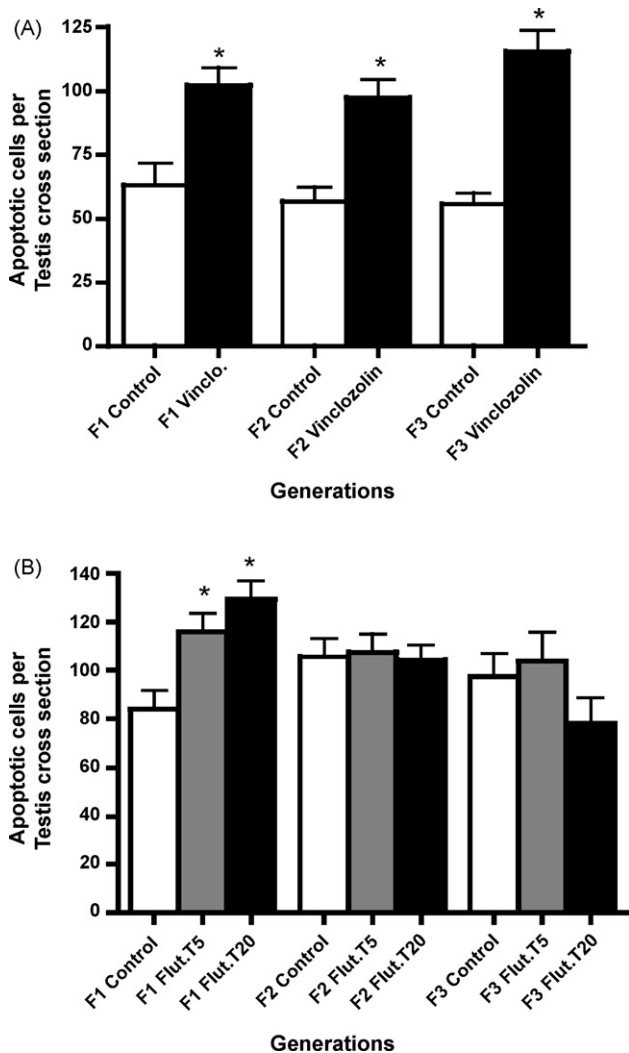 (A)
Apoptotic cells per
Testis cross section
125
100
75
50
25
0
*
*
*
F1 Control
F1 Vinclo.
F2 Control
F2 Vinclozolin
F3 Control
F3 Vinclozolin
Generations
(B)
Apoptotic cells per
Testis cross section
140
120
100
80
60
40
20
0
*
*
F1 Control
F1 Flut.T5
F1 Flut.T20
F2 Control
F2 Flut.T5
F2 Flut.T20
F3 Control
F3 Flut.T5
F3 Flut.T20
Generations